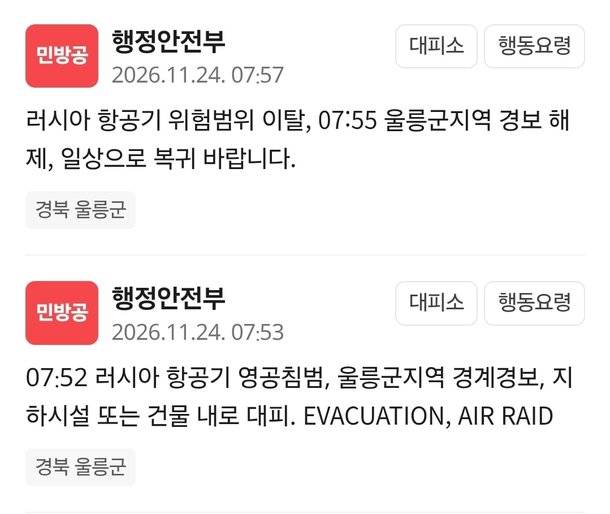 민방공
행정안전부
2026.11.24. 07:57
대피소
행동요령
러시아 항공기 위험범위 이탈, 07:55 울릉군지역 경보 해
제, 일상으로 복귀 바랍니다.
경북 울릉군
민방공
행정안전부
2026.11.24. 07:53
대피소
행동요령
07:52 러시아 항공기 영공침범, 울릉군지역 경계경보, 지
하시설 또는 건물 내로 대피. EVACUATION, AIR RAID
경북 울릉군